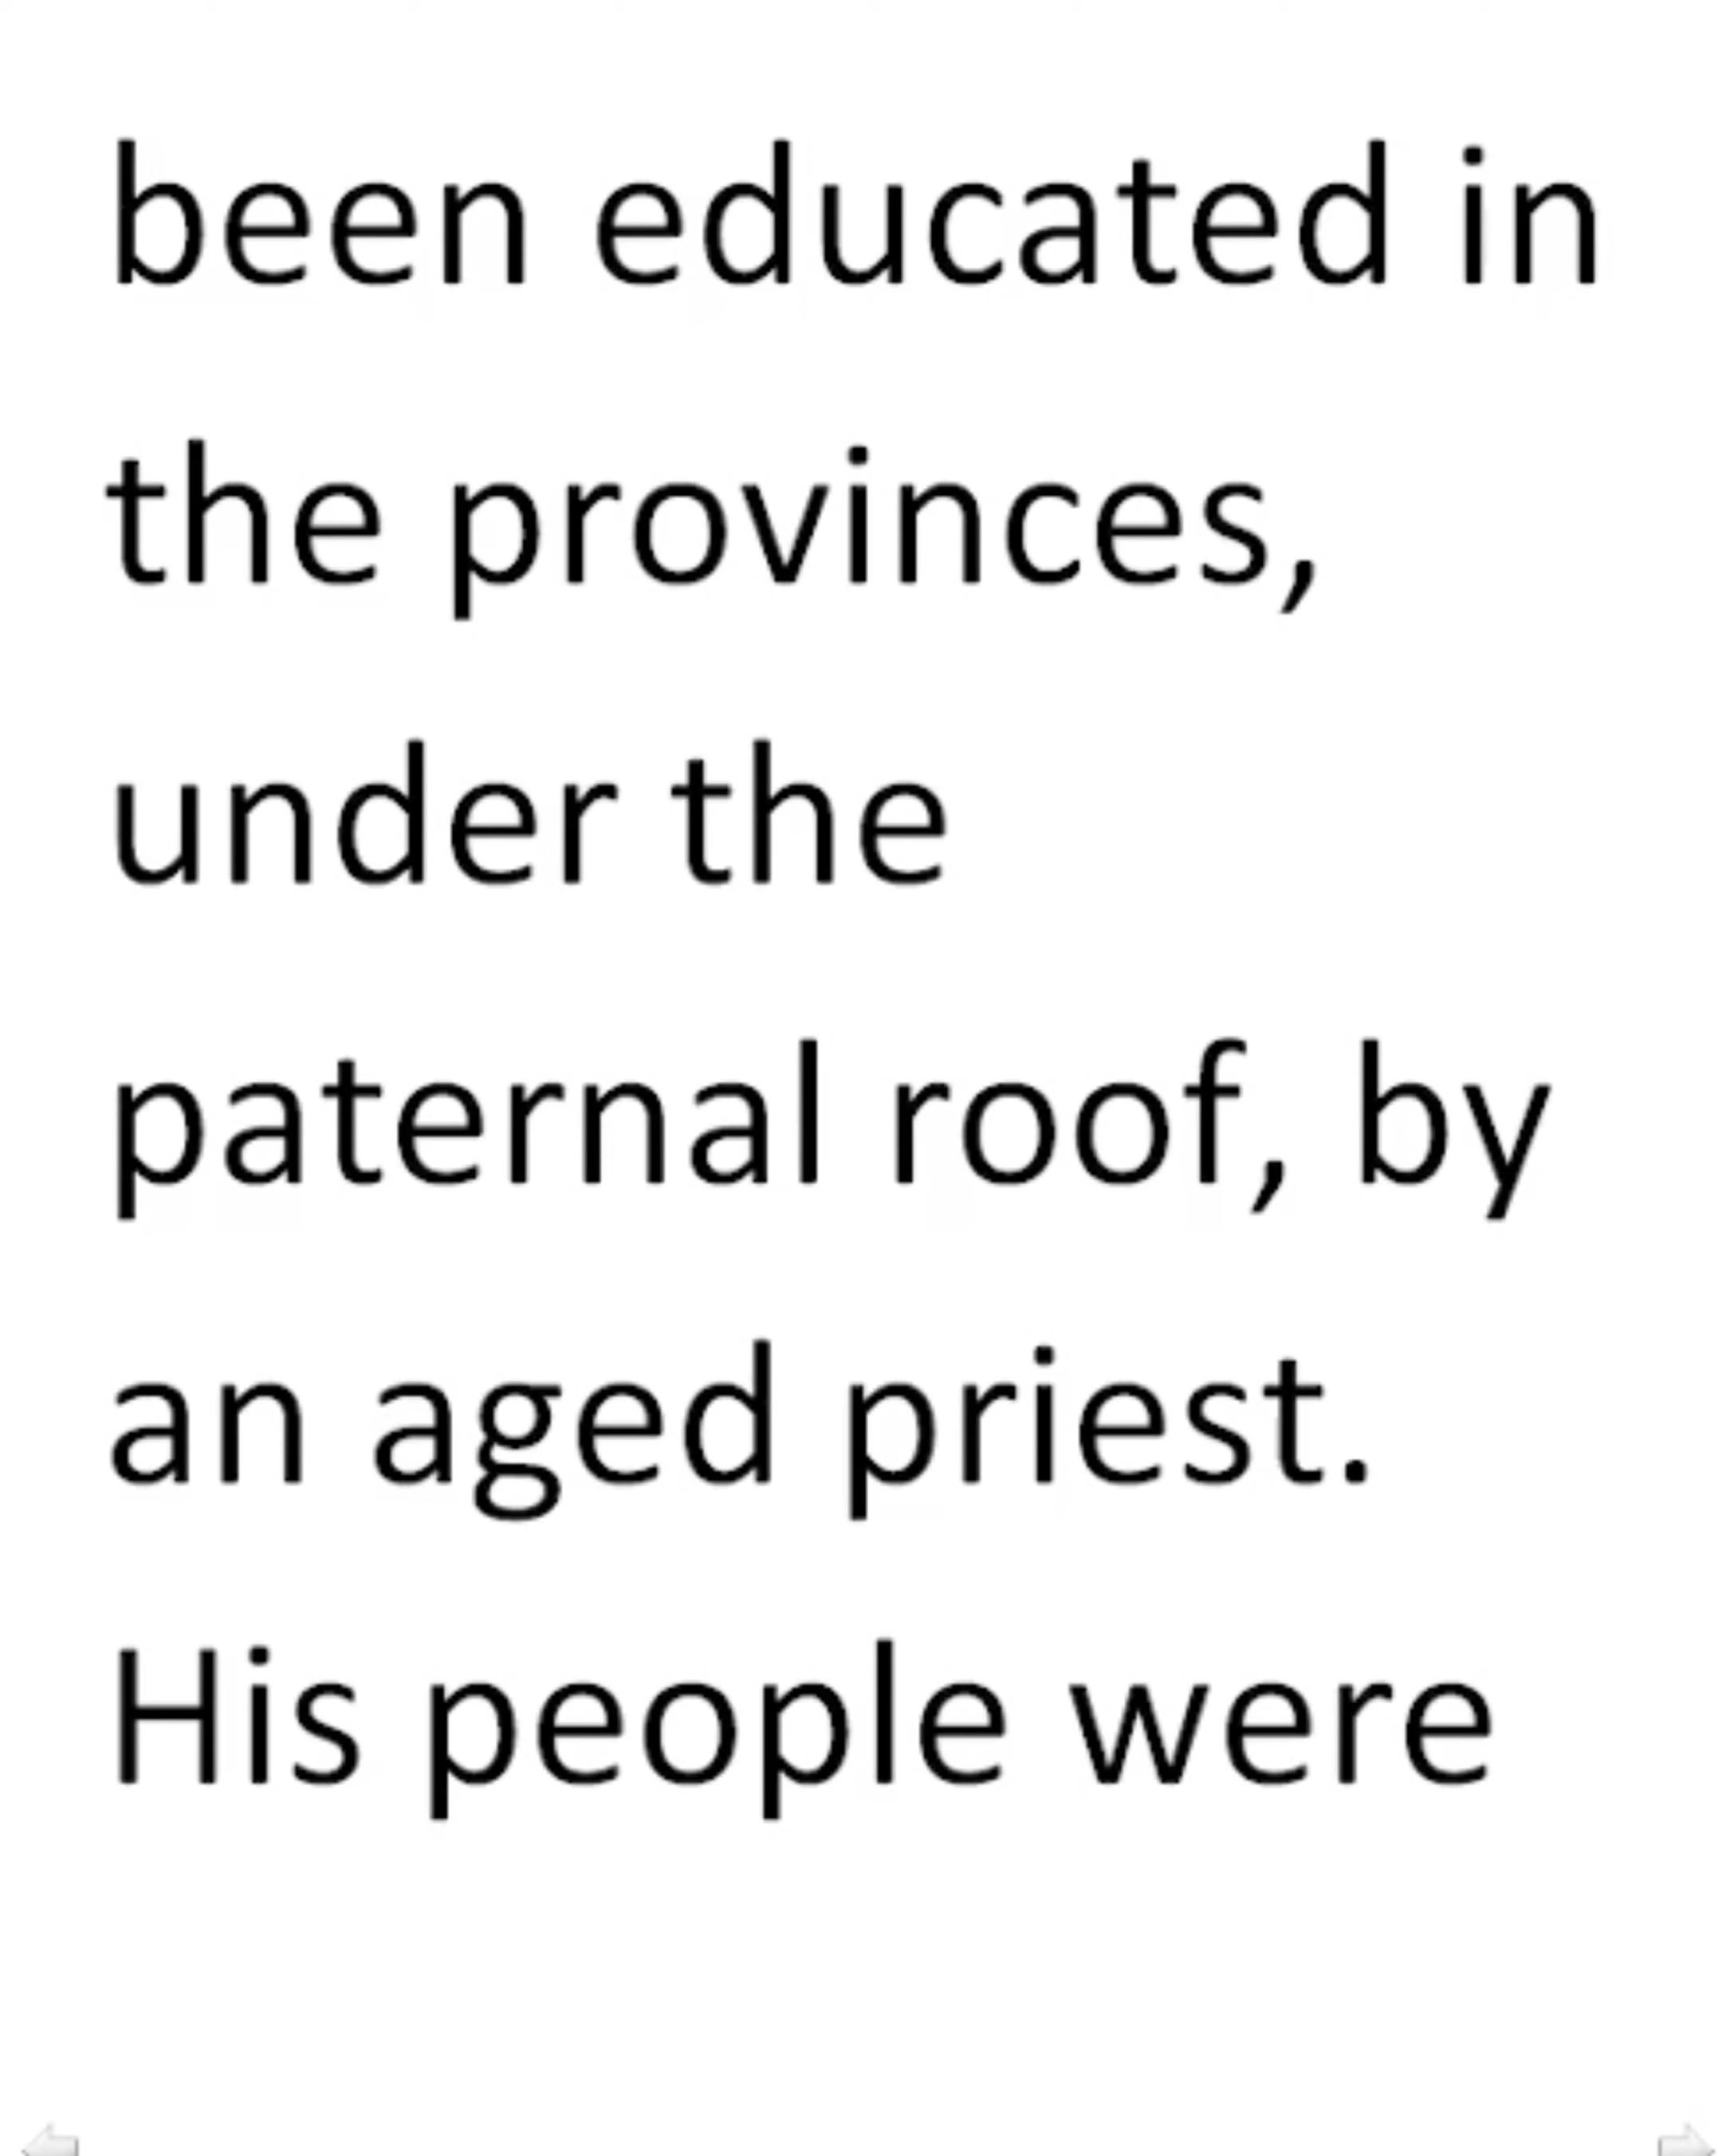 been educated in
the provinces,
under the
paternal roof, by
an aged priest.
His people were